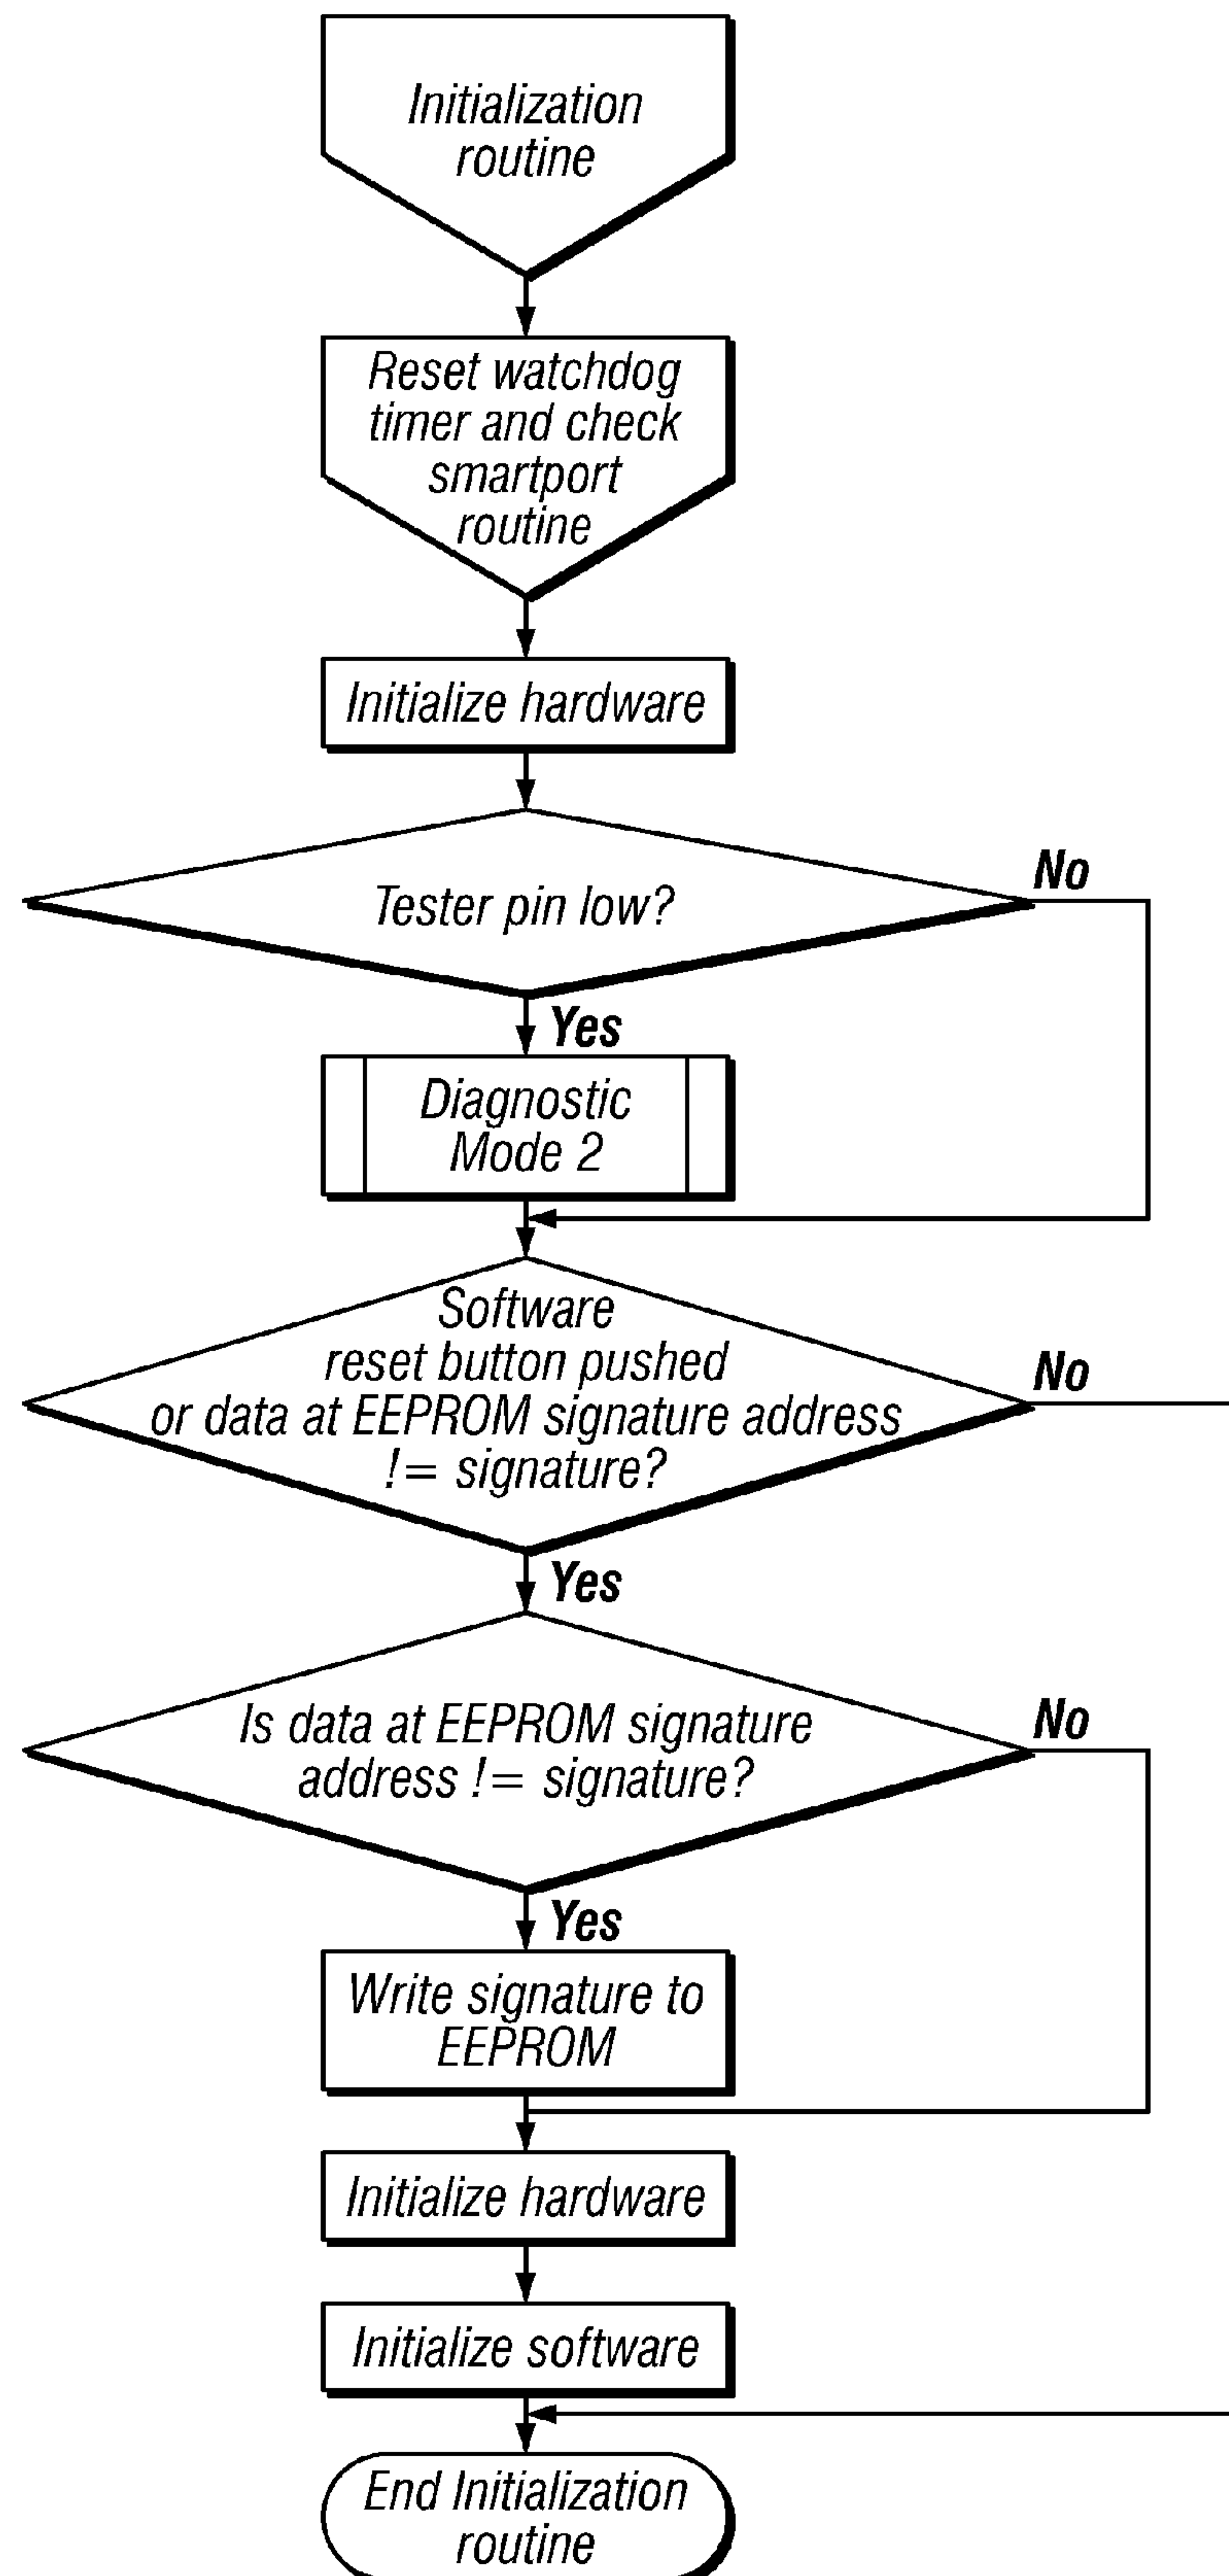 Initialization
routine
Reset watchdog
timer and check
smartport
routine
Initialize hardware
Tester pin low?
No
Yes
Diagnostic
Mode 2
Software
reset button pushed
or data at EEPROM signature address
!= signature?
No
Yes
Is data at EEPROM signature
address != signature?
No
Yes
Write signature to
EEPROM
Initialize hardware
Initialize software
End Initialization
routine